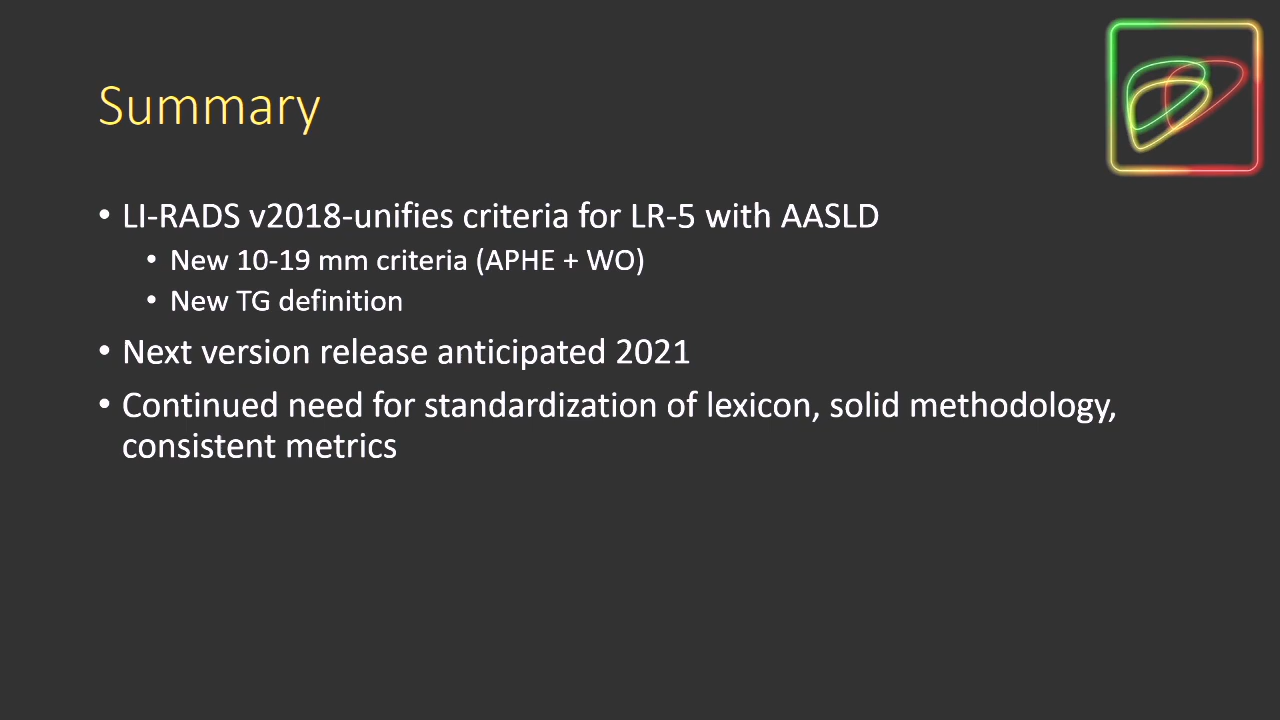 Summary
• LI-RADS v2018-unifies criteria for LR-5 with AASLD
• New 10-19 mm criteria (APHE + WO)
• New TG definition
• Next version release anticipated 2021
• Continued need for standardization of lexicon, solid methodology,
consistent metrics